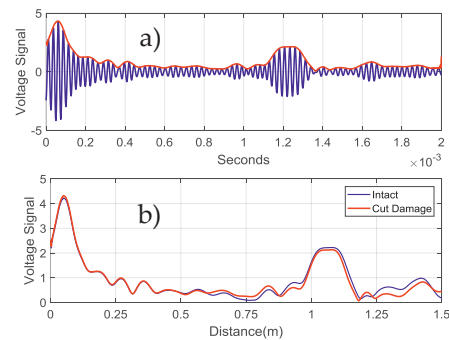 5
a)
0
-5
Voltage Signal
0 0.2 0.4 0.6 0.8 1 1.2 1.4 1.6 1.8 2
Seconds
×10⁻³
5
4
3
2
1
0
Voltage Signal
b)
Intact
Cut Damage
0 0.25 0.5 0.75 1 1.25 1.5
Distance(m)